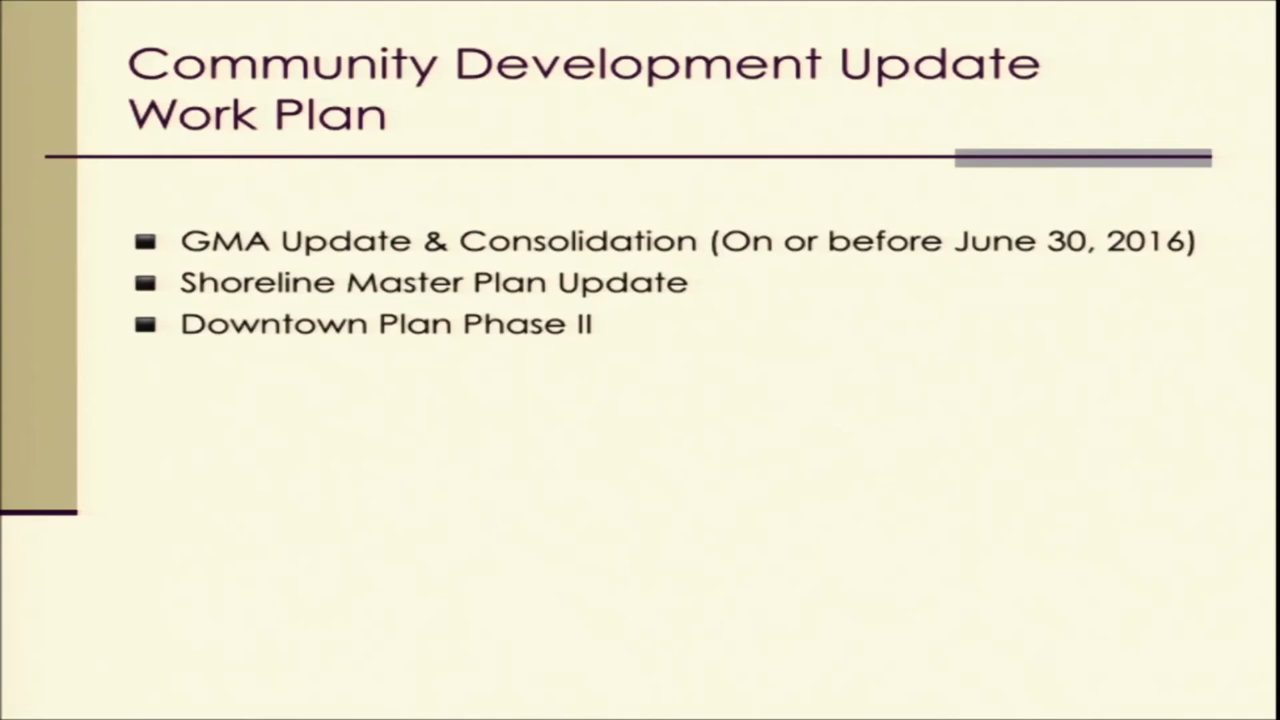 Community Development Update
Work Plan
GMA Update & Consolidation (On or before June 30, 2016)
Shoreline Master Plan Update
Downtown Plan Phase II